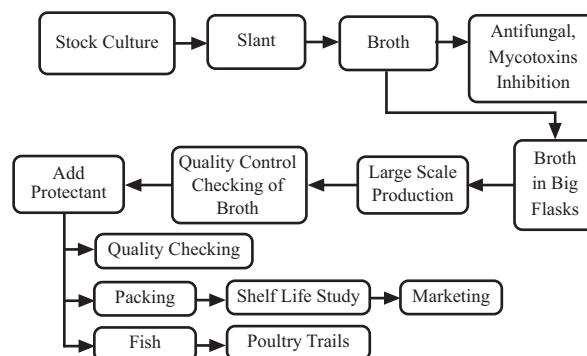 Stock Culture
Slant
Broth
Antifungal,
Mycotoxins
Inhibition
Broth
in Big
Flasks
Large Scale
Production
Quality Control
Checking of
Broth
Add
Protectant
Quality Checking
Packing
Shelf Life Study
Marketing
Fish
Poultry Trails